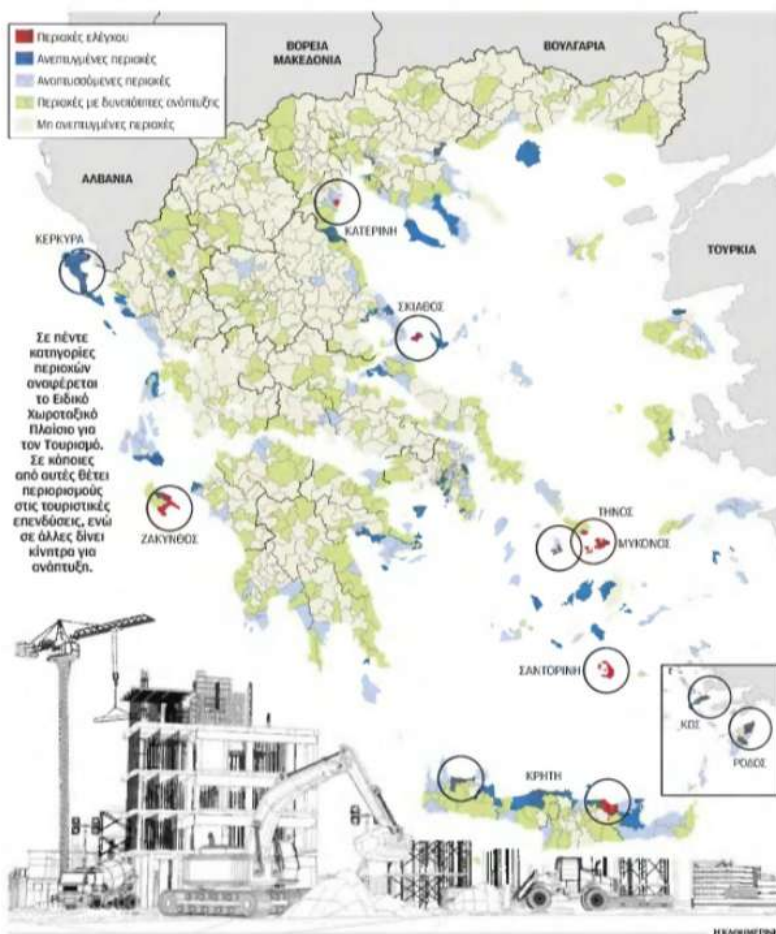 Περιοχές ελέγχου
Ανεπτυγμένες περιοχές
Αναπτυσσόμενες περιοχές
Περιοχές με δυνατότητες ανάπτυξης
Μη ανεπτυγμένες περιοχές
ΒΟΡΕΙΑ
ΜΑΚΕΔΟΝΙΑ
ΒΟΥΛΓΑΡΙΑ
ΑΛΒΑΝΙΑ
ΚΑΤΕΡΙΝΗ
ΚΕΡΚΥΡΑ
ΤΟΥΡΚΙΑ
ΣΚΙΑΘΟΣ
Σε πέντε
κατηγορίες
περιοχών
αναφέρεται
το Ειδικό
Χωροταξικό
Πλαίσιο για
τον Τουρισμό.
Σε κάποιες
από αυτές θέτει
περιορισμούς
στις τουριστικές
επενδύσεις, ενώ
σε άλλες δίνει
κίνητρα για
ανάπτυξη.
ΖΑΚΥΝΘΟΣ
ΤΗΝΟΣ
ΜΥΚΟΝΟΣ
ΣΑΝΤΟΡΙΝΗ
ΚΩΣ
ΡΟΔΟΣ
ΚΡΗΤΗ
Η ΚΑΘΗΜΕΡΙΝΗ